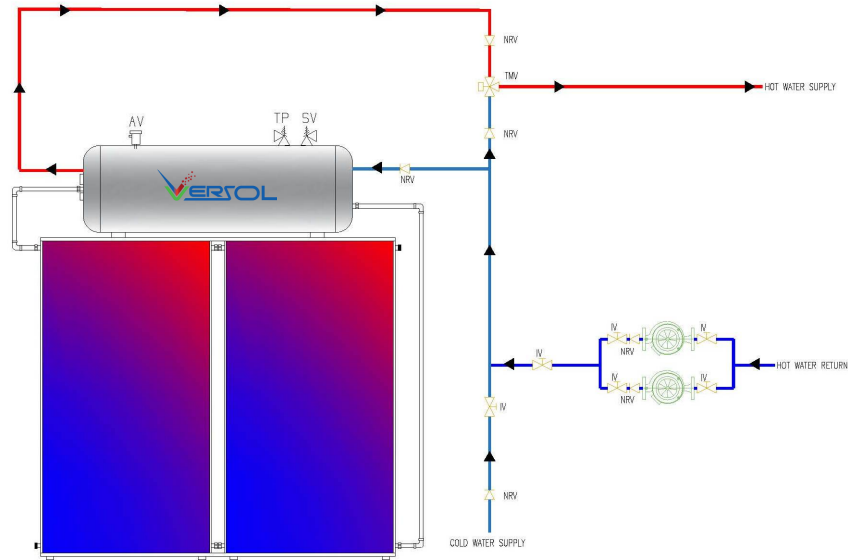 NRV
TMV
HOT WATER SUPPLY
AV
TP
SV
NRV
NRV
VERSOL
IV
IV
NRV
IV
HOT WATER RETURN
IV
IV
NRV
IV
NRV
COLD WATER SUPPLY
IV